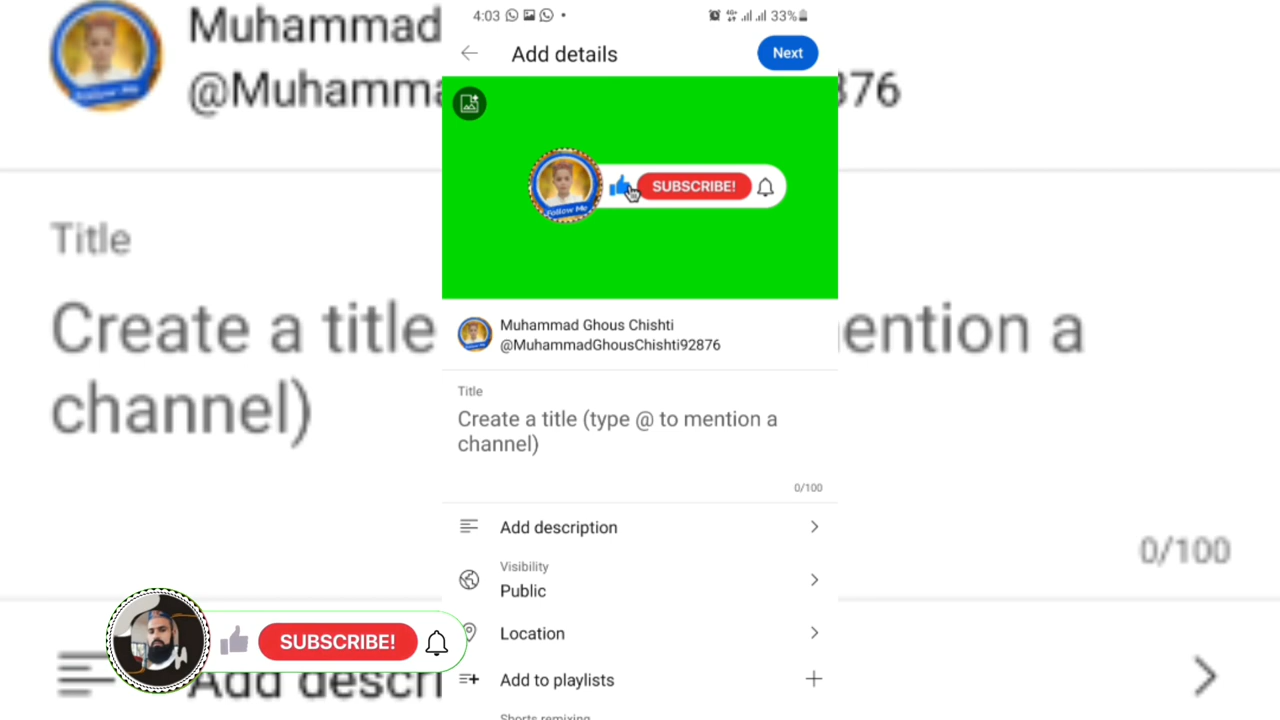 Muhammad
@Muhamma
876
Title
Create a title
ention a
channel)
0/100
Add descri
4:03
33%
Add details
Next
Follow Me
SUBSCRIBE!
Muhammad Ghous Chishti
@MuhammadGhousChishti92876
Title
Create a title (type @ to mention a
channel)
0/100
Add description
Visibility
Public
Location
Add to playlists
Shorts remixing
SUBSCRIBE!